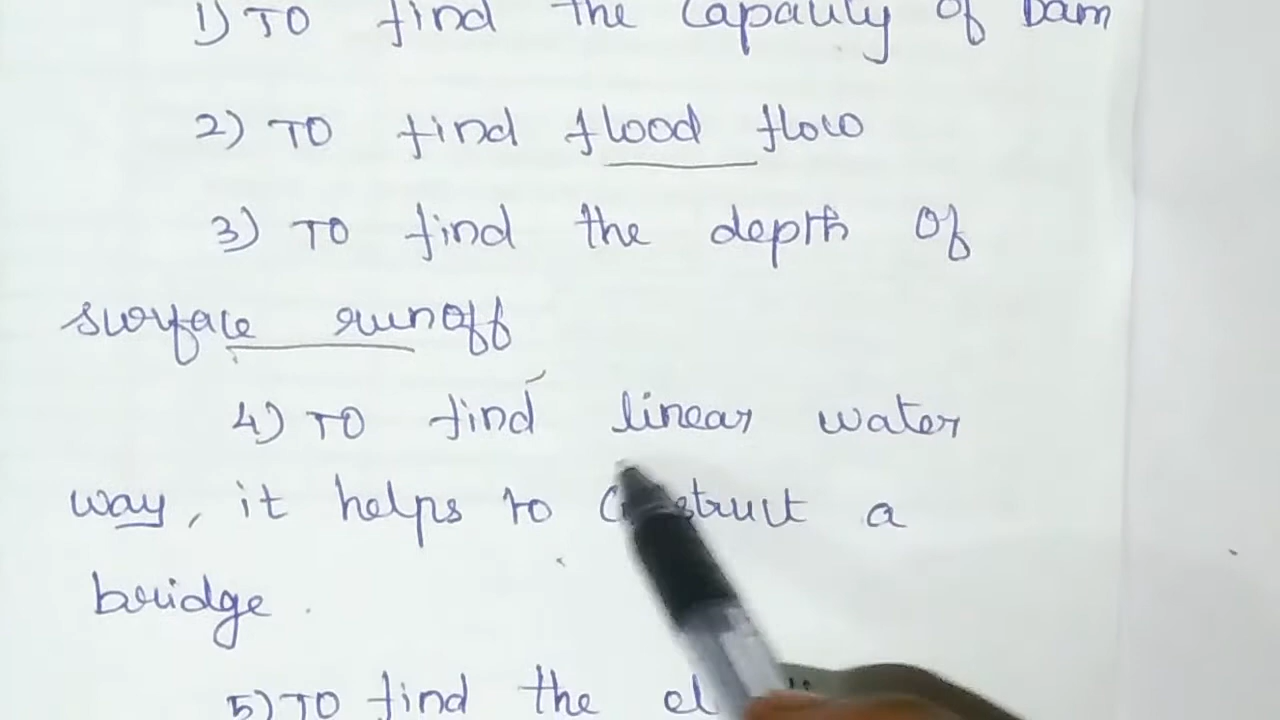 1) TO find the Capacity of Dam
2) TO find flood flow
3) TO find the depth of
surface runoff
4) TO find linear water
way, it helps to construct a
bridge.
5) TO find the